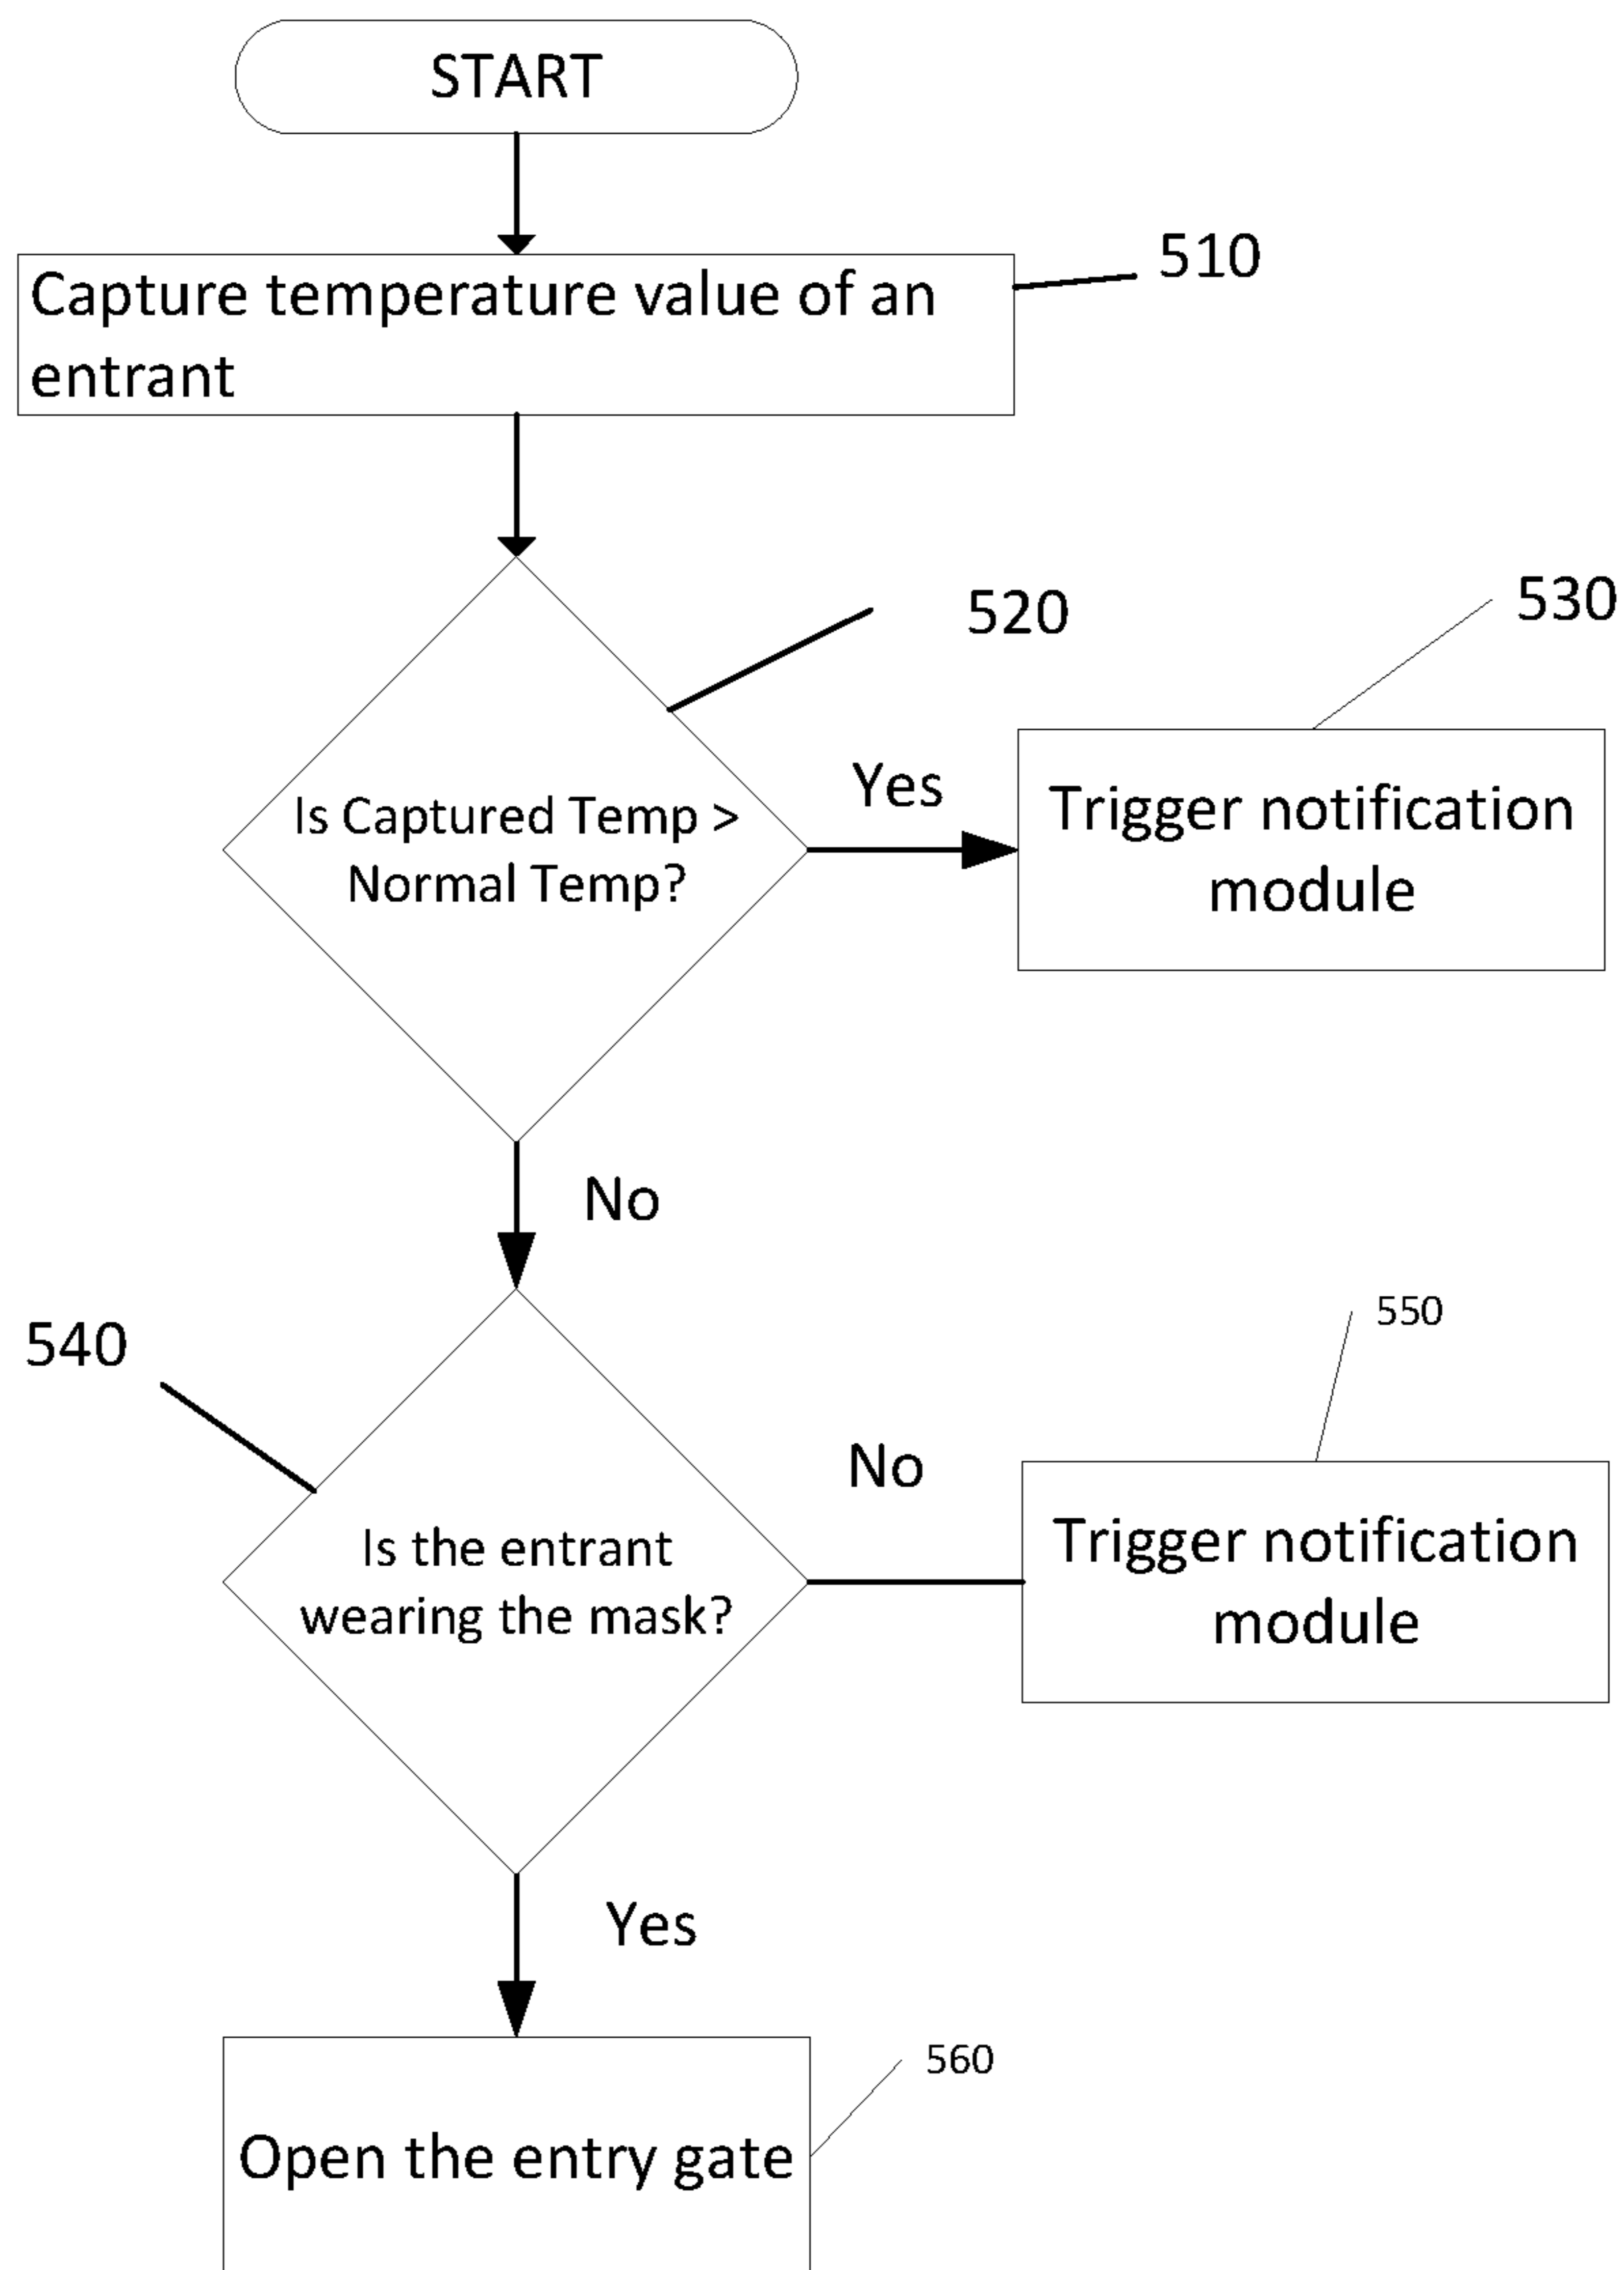 START
510
Capture temperature value of an
entrant
520
530
Is Captured Temp >
Normal Temp?
Yes
Trigger notification
module
No
540
550
Is the entrant
wearing the mask?
No
Trigger notification
module
Yes
560
Open the entry gate